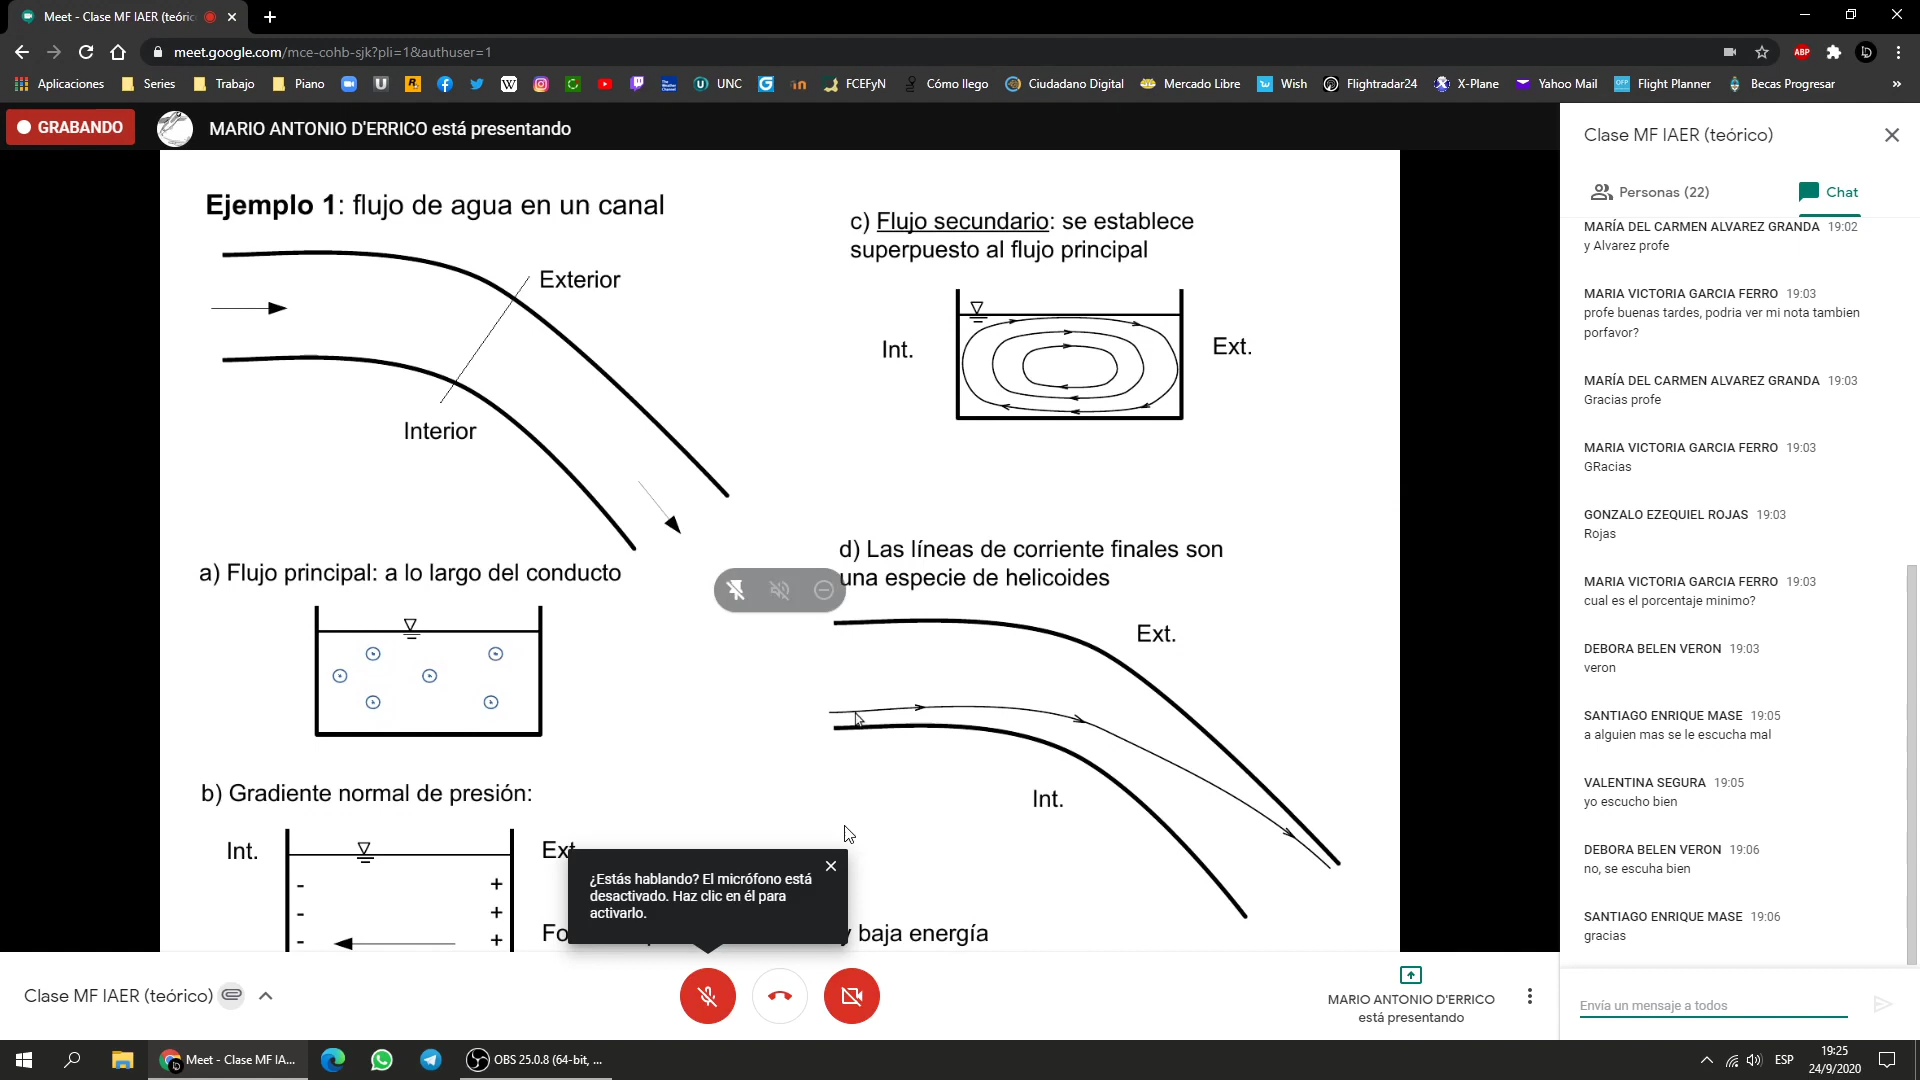 Meet - Clase MF IAER (teóric
meet.google.com/mce-cohb-sjk?pli=1&authuser=1
ABP
Aplicaciones
Series
Trabajo
Piano
UNC
FCEFyN
Cómo llego
Ciudadano Digital
Mercado Libre
Wish
Flightradar24
X-Plane
Yahoo Mail
Flight Planner
Becas Progresar
»
GRABANDO
MARIO ANTONIO D'ERRICO está presentando
Ejemplo 1: flujo de agua en un canal
Exterior
Interior
a) Flujo principal: a lo largo del conducto
b) Gradiente normal de presión:
Int.
Ext
- +
- +
- +
c) Flujo secundario: se establece
superpuesto al flujo principal
Int.
Ext.
d) Las líneas de corriente finales son
una especie de helicoides
Ext.
Int.
Fo
y baja energía
¿Estás hablando? El micrófono está
desactivado. Haz clic en él para
activarlo.
Clase MF IAER (teórico)
MARIO ANTONIO D'ERRICO
está presentando
Clase MF IAER (teórico)
Personas (22)
Chat
MARÍA DEL CARMEN ALVAREZ GRANDA 19:02
y Alvarez profe
MARIA VICTORIA GARCIA FERRO 19:03
profe buenas tardes, podria ver mi nota tambien
porfavor?
MARÍA DEL CARMEN ALVAREZ GRANDA 19:03
Gracias profe
MARIA VICTORIA GARCIA FERRO 19:03
GRacias
GONZALO EZEQUIEL ROJAS 19:03
Rojas
MARIA VICTORIA GARCIA FERRO 19:03
cual es el porcentaje minimo?
DEBORA BELEN VERON 19:03
veron
SANTIAGO ENRIQUE MASE 19:05
a alguien mas se le escucha mal
VALENTINA SEGURA 19:05
yo escucho bien
DEBORA BELEN VERON 19:06
no, se escuha bien
SANTIAGO ENRIQUE MASE 19:06
gracias
Envía un mensaje a todos
Meet - Clase MF IA...
OBS 25.0.8 (64-bit, ...
ESP
19:25
24/9/2020